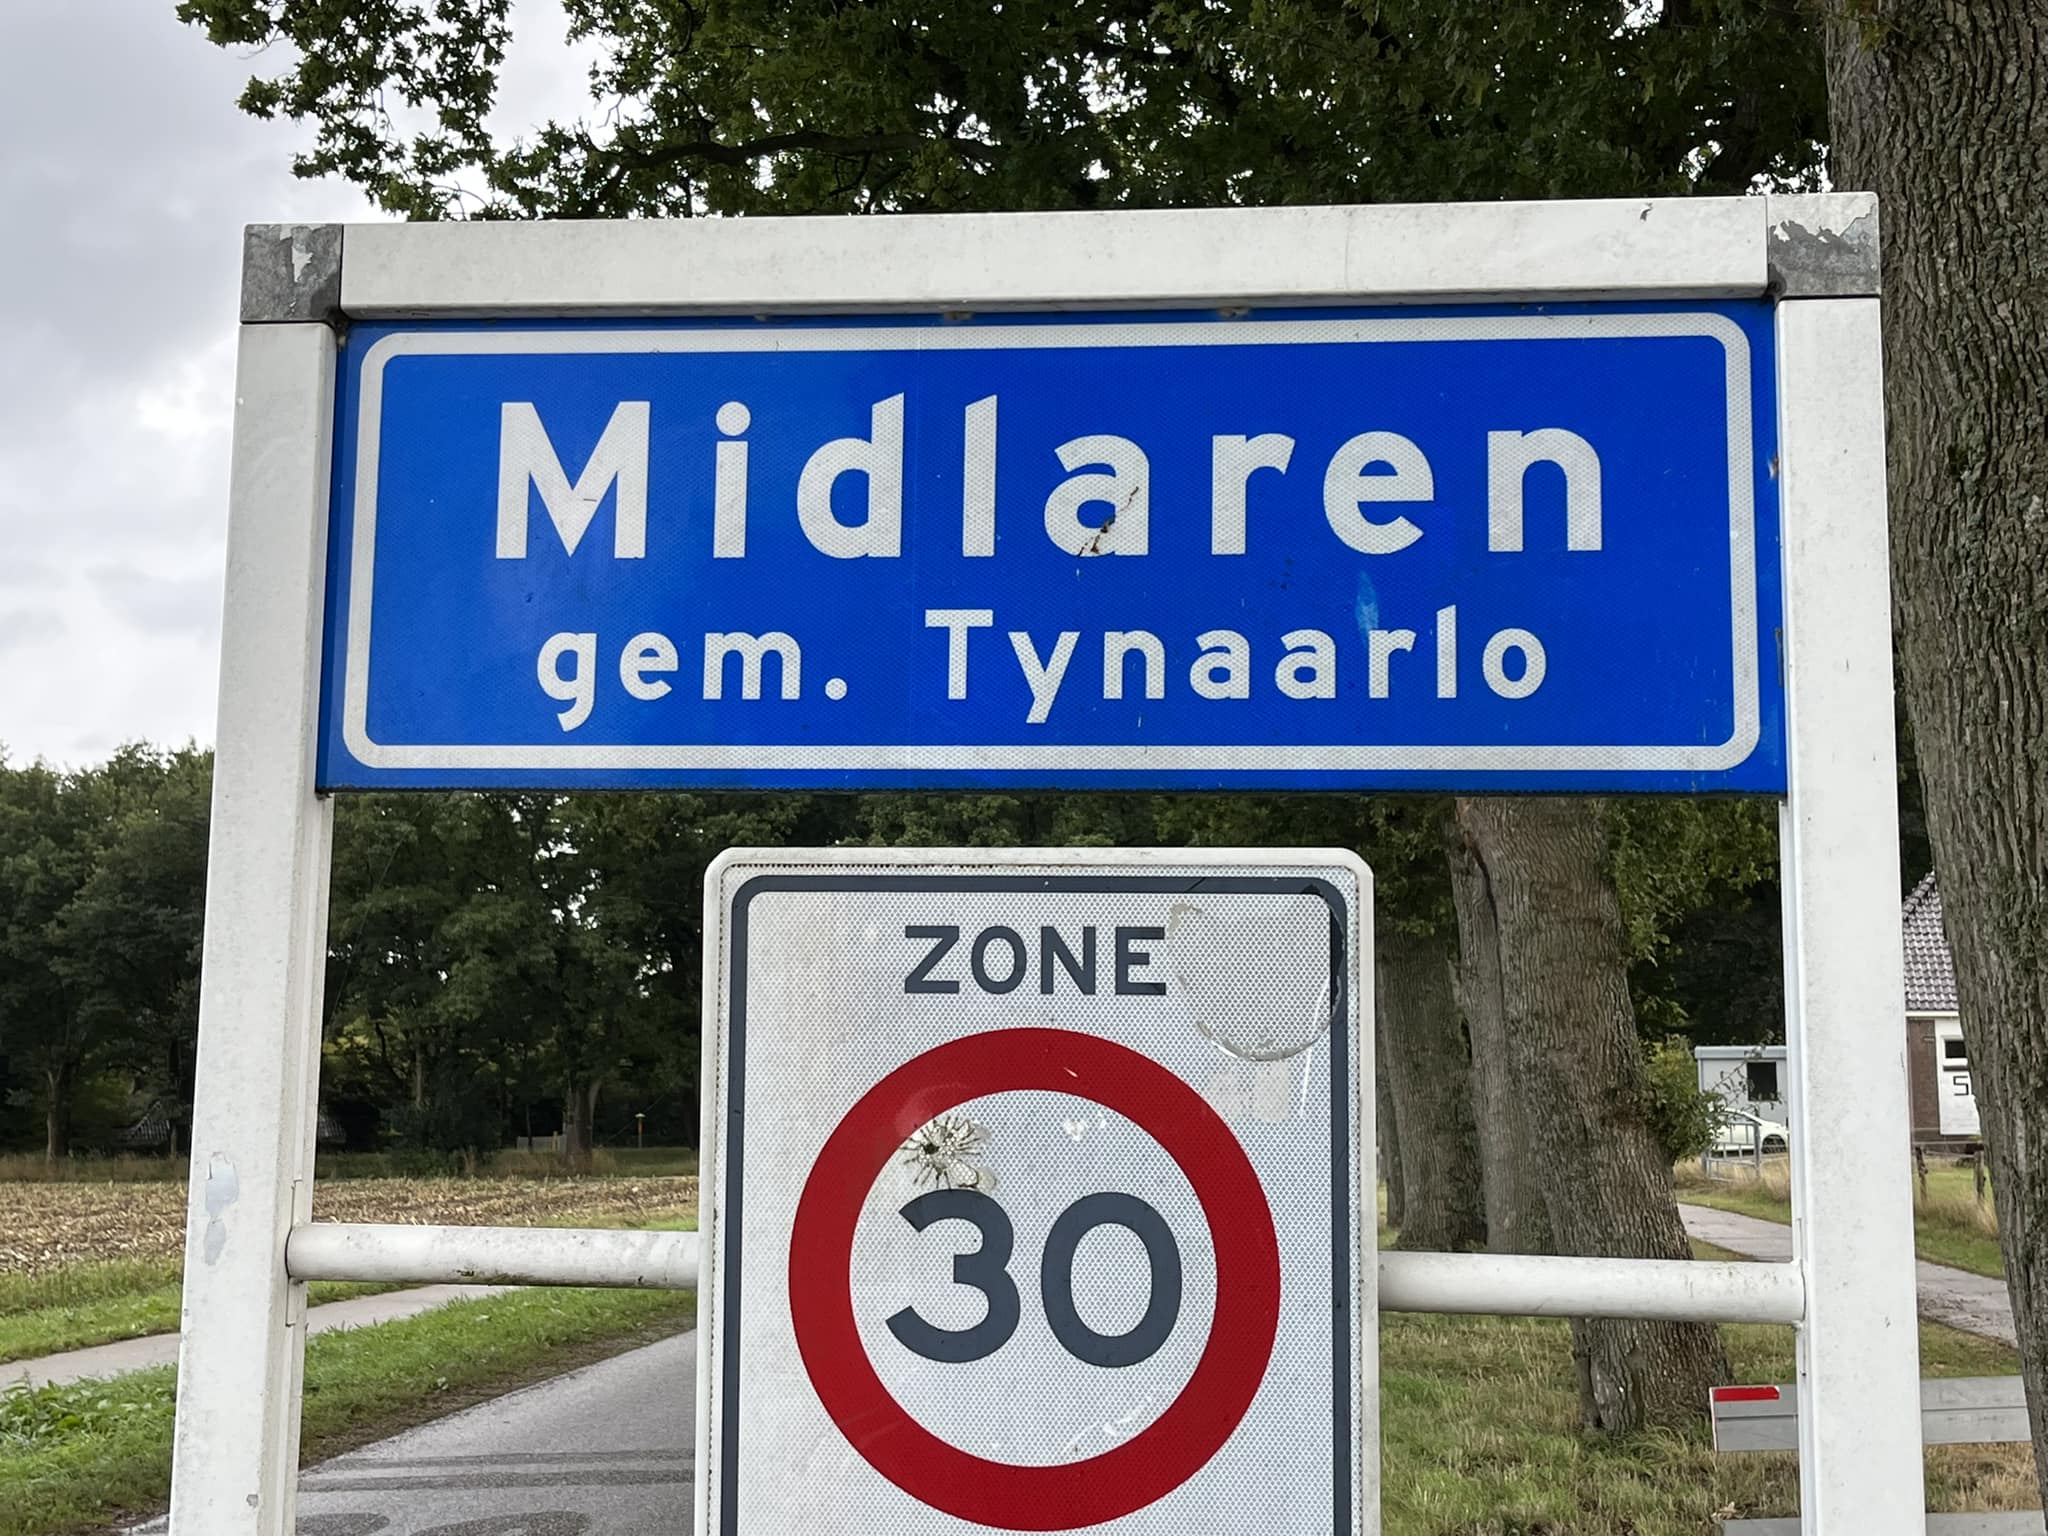 Midlaren
gem. Tynaarlo
ZONE
30